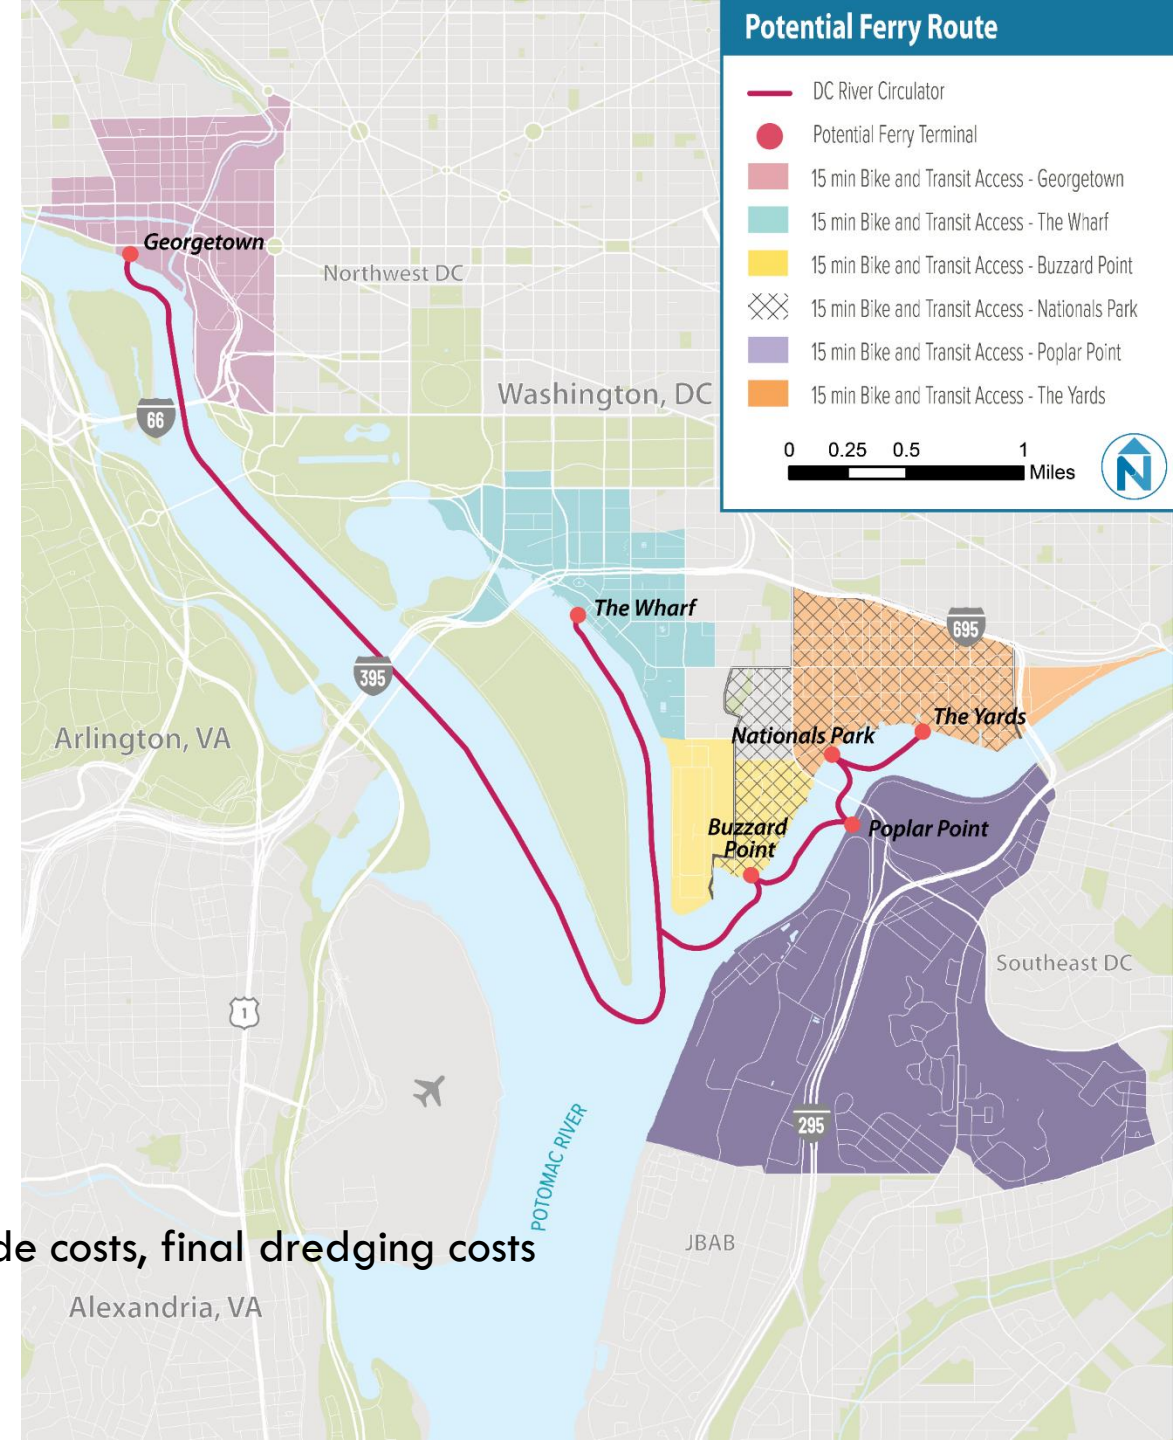 Potential Ferry Route
DC River Circulator
Potential Ferry Terminal
15 min Bike and Transit Access - Georgetown
15 min Bike and Transit Access - The Wharf
15 min Bike and Transit Access - Buzzard Point
15 min Bike and Transit Access - Nationals Park
15 min Bike and Transit Access - Poplar Point
15 min Bike and Transit Access - The Yards
0 0.25 0.5 1
Miles
N
Georgetown
Northwest DC
Washington, DC
66
The Wharf
695
395
Arlington, VA
The Yards
Nationals Park
Buzzard
Point
Poplar Point
Southeast DC
1
295
POTOMAC RIVER
JBAB
de costs, final dredging costs
Alexandria, VA